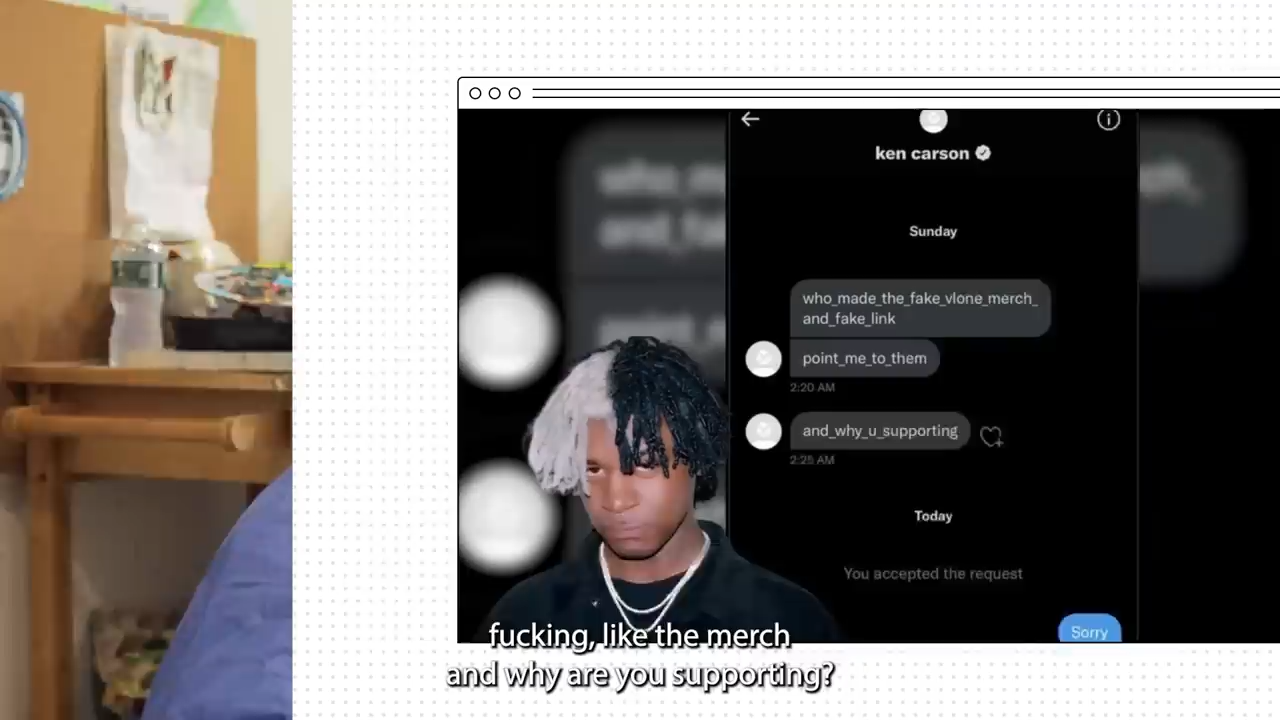 ken carson
Sunday
who_made_the_fake_vlone_merch_
and_fake_link
point_me_to_them
2:20 AM
and_why_u_supporting
2:25 AM
Today
You accepted the request
Sorry
fucking, like the merch
and why are you supporting?